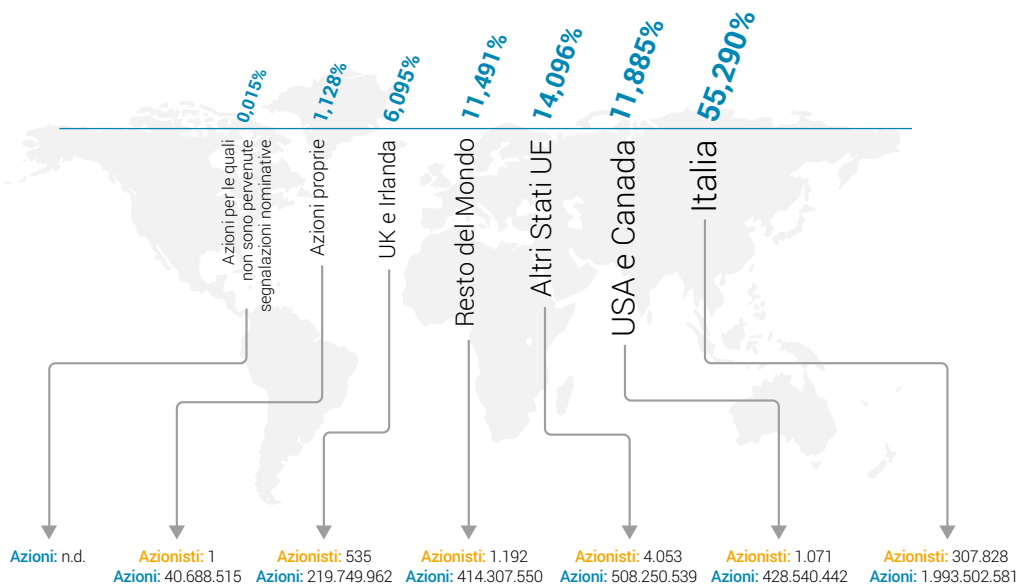 0,015%
1,128%
6,095%
11,491%
14,096%
11,885%
55,290%
Azioni per le quali
non sono pervenute
segnalazioni nominative
Azioni proprie
UK e Irlanda
Resto del Mondo
Altri Stati UE
USA e Canada
Italia
Azioni: n.d.
Azionisti: 1
Azioni: 40.688.515
Azionisti: 535
Azioni: 219.749.962
Azionisti: 1.192
Azioni: 414.307.550
Azionisti: 4.053
Azioni: 508.250.539
Azionisti: 1.071
Azioni: 428.540.442
Azionisti: 307.828
Azioni: 1.993.502.581